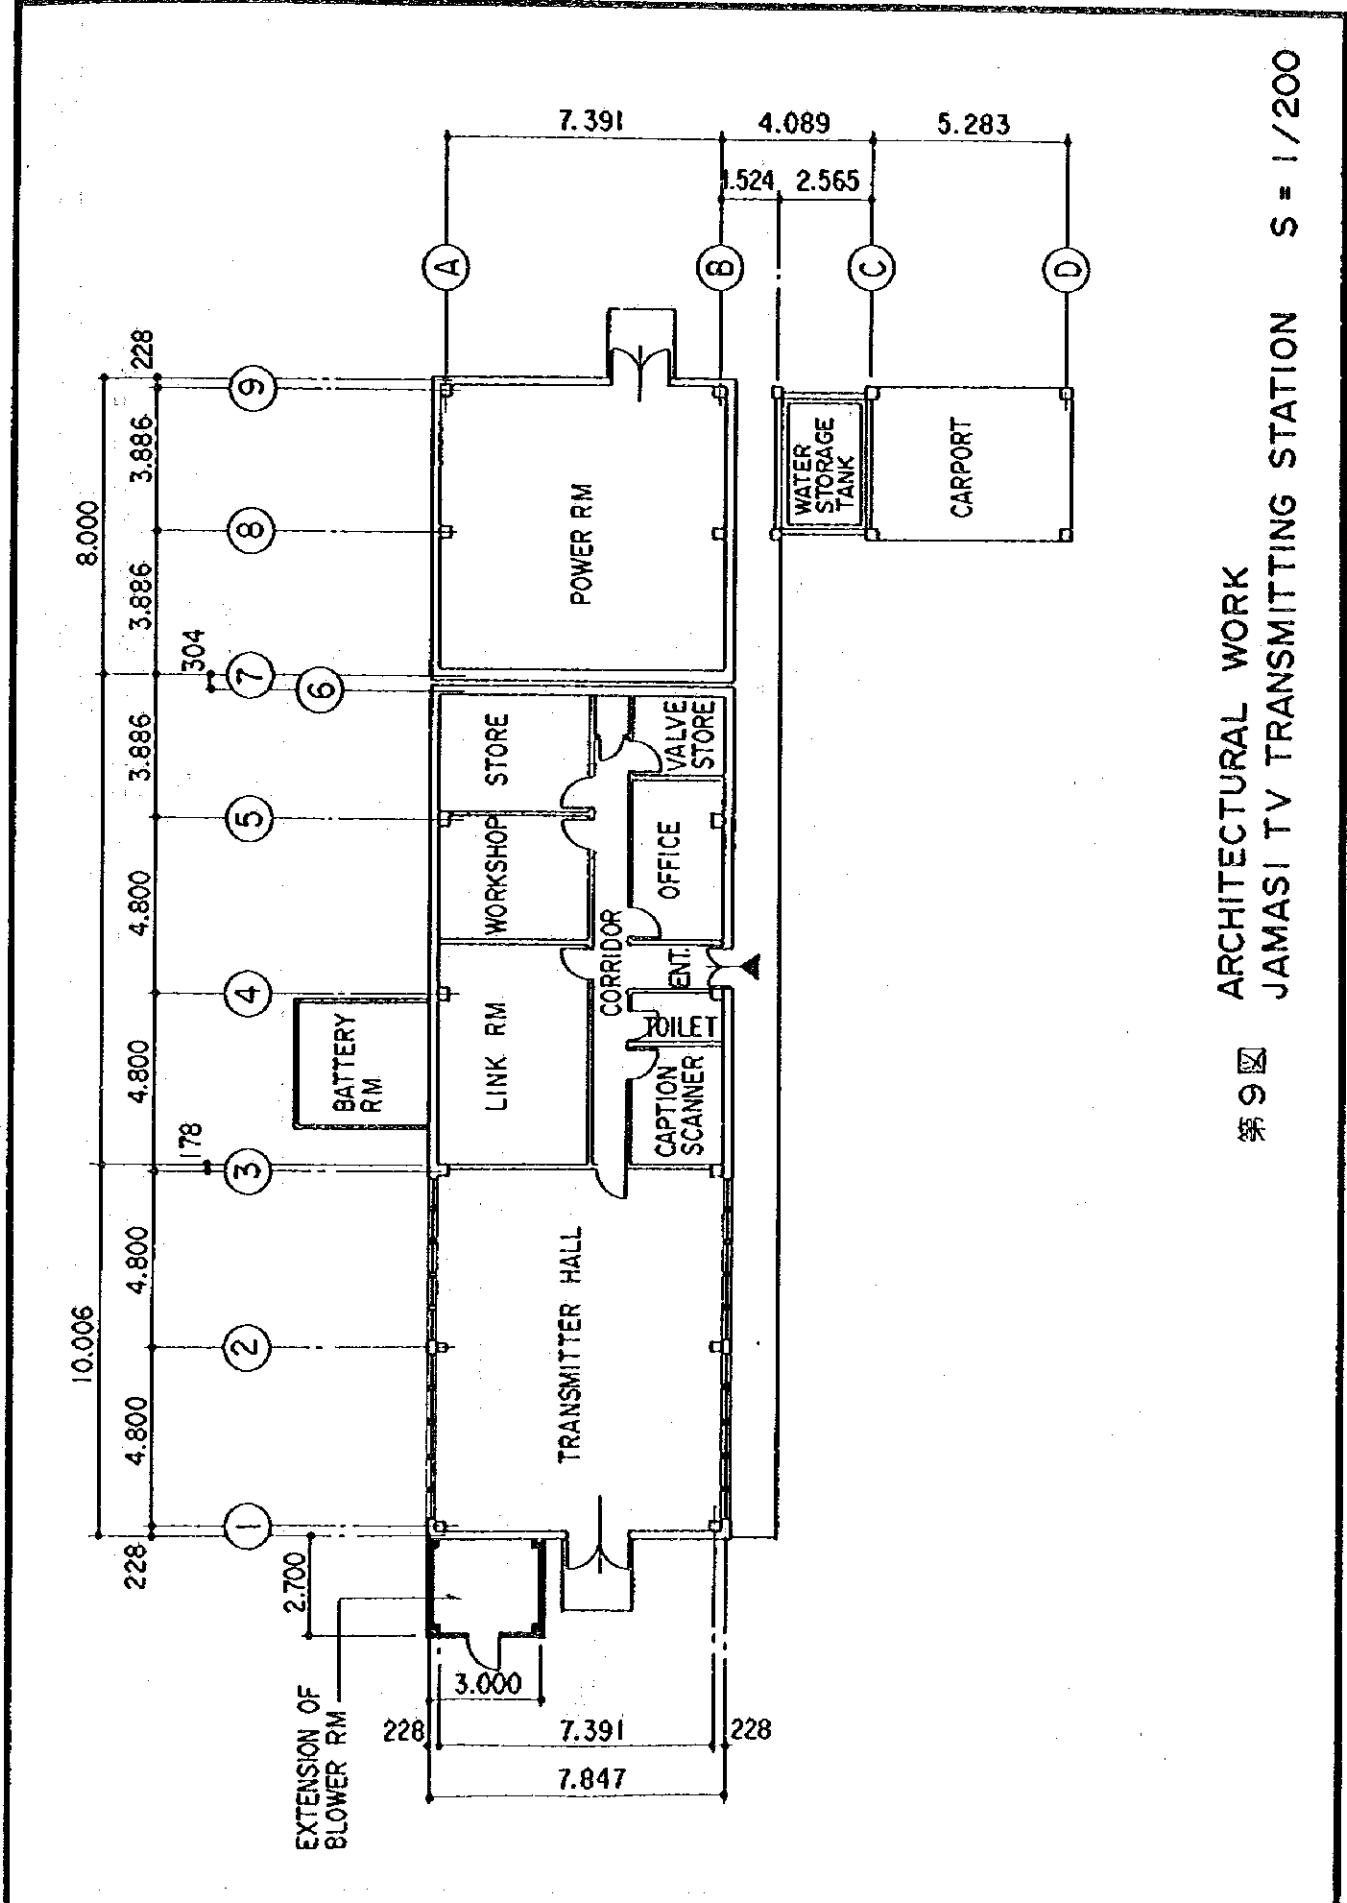 7.391
4.089
5.283
1.524
2.565
A
B
C
D
228
3.886
3.886
304
3.886
4.800
4.800
178
4.800
4.800
228
8.000
10.006
9
8
7
6
5
4
3
2
1
POWER RM
WATER
STORAGE
TANK
CARPORT
STORE
VALVE
STORE
WORKSHOP
OFFICE
CORRIDOR
ENT.
LINK RM
TOILET
BATTERY
RM
CAPTION
SCANNER
TRANSMITTER HALL
2.700
3.000
228
7.391
228
7.847
EXTENSION OF
BLOWER RM
第9図 ARCHITECTURAL WORK
JAMASI TV TRANSMITTING STATION S = 1/200